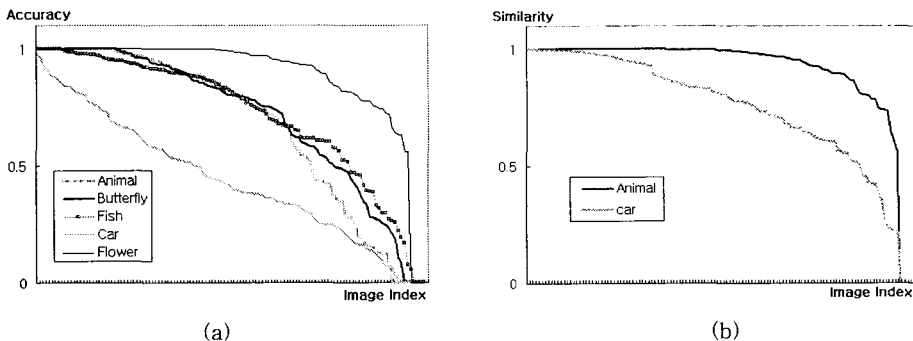 Accuracy
1
0.5
0
Animal
Butterfly
Fish
Car
Flower
Image Index
(a)
Similarity
1
0.5
0
Animal
car
Image Index
(b)